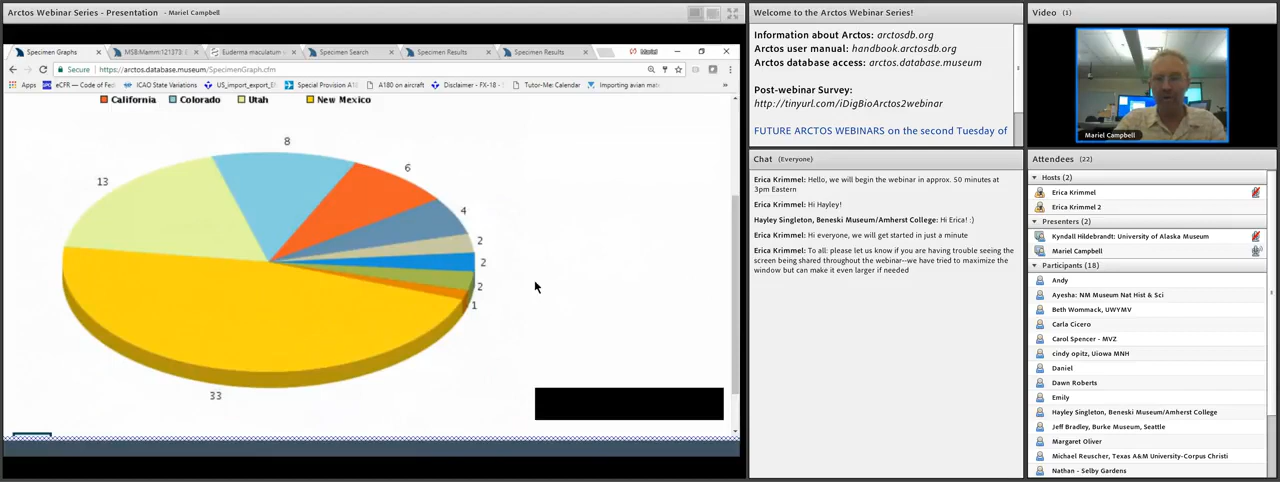 Arctos Webinar Series - Presentation - Mariel Campbell
Specimen Graphs
MSB:Mamm:121373:
Euderma maculatum
Specimen Search
Specimen Results
Specimen Results
Mariel
Secure
https://arctos.database.museum/SpecimenGraph.cfm
Apps
eCFR — Code of Fed
ICAO State Variations
US_import_export_E
Special Provision A10
A180 on aircraft
Disclaimer - FX-18 - S
Tutor-Me: Calendar
Importing avian mat
California
Colorado
Utah
New Mexico
8
6
13
4
2
2
2
1
33
Welcome to the Arctos Webinar Series!
Information about Arctos: arctosdb.org
Arctos user manual: handbook.arctosdb.org
Arctos database access: arctos.database.museum
Post-webinar Survey:
http://tinyurl.com/iDigBioArctos2webinar
FUTURE ARCTOS WEBINARS on the second Tuesday of
Chat (Everyone)
Erica Krimmel: Hello, we will begin the webinar in approx. 50 minutes at
3pm Eastern
Erica Krimmel: Hi Hayley!
Hayley Singleton, Beneski Museum/Amherst College: Hi Erica! :)
Erica Krimmel: Hi everyone, we will get started in just a minute
Erica Krimmel: To all: please let us know if you are having trouble seeing the
screen being shared throughout the webinar--we have tried to maximize the
window but can make it even larger if needed
Video (1)
Mariel Campbell
Attendees (22)
Hosts (2)
Erica Krimmel
Erica Krimmel 2
Presenters (2)
Kyndall Hildebrandt: University of Alaska Museum
Mariel Campbell
Participants (18)
Andy
Ayesha: NM Museum Nat Hist & Sci
Beth Wommack, UWYMV
Carla Cicero
Carol Spencer - MVZ
cindy opitz, UIowa MNH
Daniel
Dawn Roberts
Emily
Hayley Singleton, Beneski Museum/Amherst College
Jeff Bradley, Burke Museum, Seattle
Margaret Oliver
Michael Reuscher, Texas A&M University-Corpus Christi
Nathan - Selby Gardens